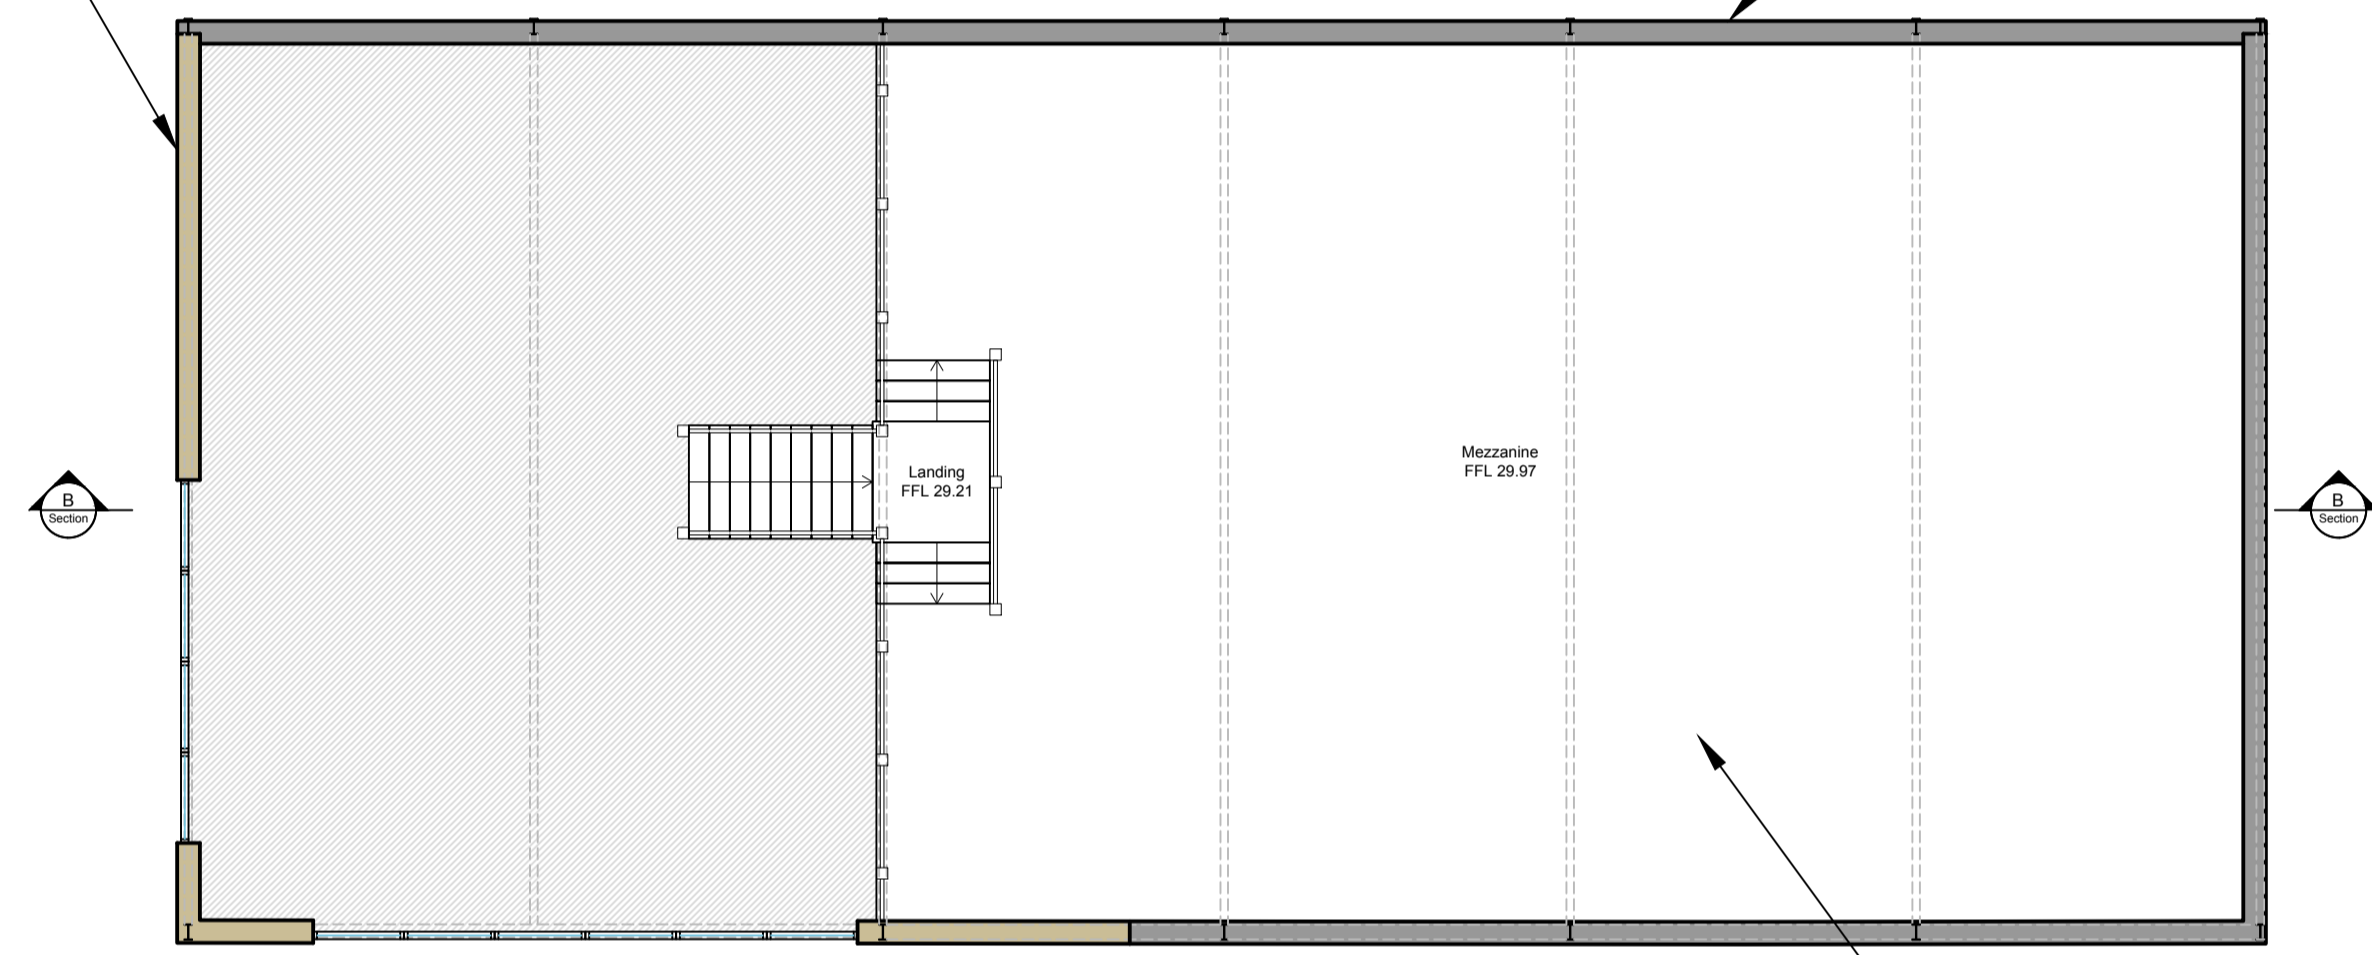 Mezzanine
FFL 29.97
Landing
FFL 29.21
B
Section
B
Section